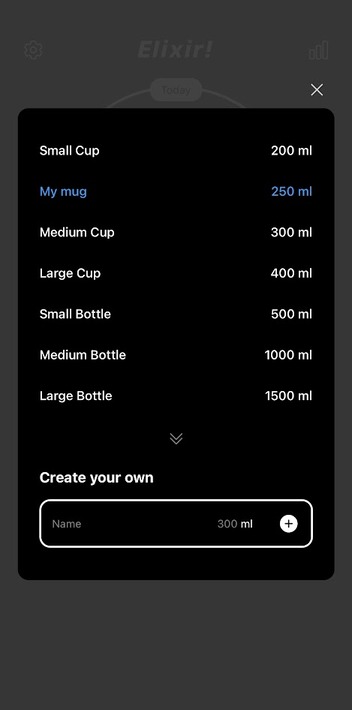 Elixir!
Today
Small Cup 200 ml
My mug 250 ml
Medium Cup 300 ml
Large Cup 400 ml
Small Bottle 500 ml
Medium Bottle 1000 ml
Large Bottle 1500 ml
Create your own
Name 300 ml